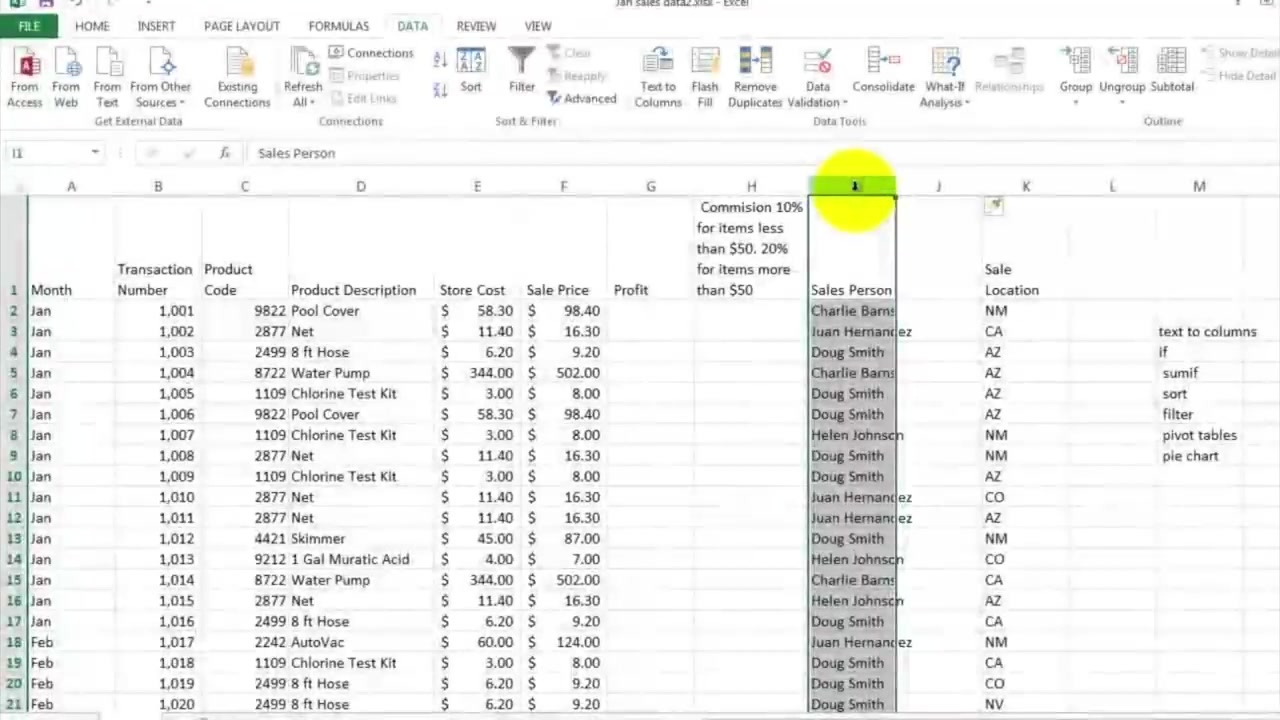 Jan sales data2.xlsx - Excel
FILE HOME INSERT PAGE LAYOUT FORMULAS DATA REVIEW VIEW
From Access From Web From Text From Other Sources Existing Connections Refresh All Connections Properties Edit Links Sort Filter Clear Reapply Advanced Text to Columns Flash Fill Remove Duplicates Data Validation Consolidate What-If Analysis Relationships Group Ungroup Subtotal Show Detail Hide Detail
Get External Data Connections Sort & Filter Data Tools Outline
I1 fx Sales Person
A B C D E F G H I J K L M
1 Month Transaction Number Product Code Product Description Store Cost Sale Price Profit Commision 10% for items less than $50. 20% for items more than $50 Sales Person Sale Location
2 Jan 1,001 9822 Pool Cover $ 58.30 $ 98.40 Charlie Barns NM
3 Jan 1,002 2877 Net $ 11.40 $ 16.30 Juan Hernandez CA text to columns
4 Jan 1,003 2499 8 ft Hose $ 6.20 $ 9.20 Doug Smith AZ if
5 Jan 1,004 8722 Water Pump $ 344.00 $ 502.00 Charlie Barns AZ sumif
6 Jan 1,005 1109 Chlorine Test Kit $ 3.00 $ 8.00 Doug Smith AZ sort
7 Jan 1,006 9822 Pool Cover $ 58.30 $ 98.40 Doug Smith AZ filter
8 Jan 1,007 1109 Chlorine Test Kit $ 3.00 $ 8.00 Helen Johnson NM pivot tables
9 Jan 1,008 2877 Net $ 11.40 $ 16.30 Doug Smith NM pie chart
10 Jan 1,009 1109 Chlorine Test Kit $ 3.00 $ 8.00 Doug Smith AZ
11 Jan 1,010 2877 Net $ 11.40 $ 16.30 Juan Hernandez CO
12 Jan 1,011 2877 Net $ 11.40 $ 16.30 Juan Hernandez AZ
13 Jan 1,012 4421 Skimmer $ 45.00 $ 87.00 Doug Smith NM
14 Jan 1,013 9212 1 Gal Muratic Acid $ 4.00 $ 7.00 Helen Johnson CO
15 Jan 1,014 8722 Water Pump $ 344.00 $ 502.00 Charlie Barns CA
16 Jan 1,015 2877 Net $ 11.40 $ 16.30 Helen Johnson AZ
17 Jan 1,016 2499 8 ft Hose $ 6.20 $ 9.20 Doug Smith CA
18 Feb 1,017 2242 AutoVac $ 60.00 $ 124.00 Juan Hernandez NM
19 Feb 1,018 1109 Chlorine Test Kit $ 3.00 $ 8.00 Doug Smith CA
20 Feb 1,019 2499 8 ft Hose $ 6.20 $ 9.20 Doug Smith CO
21 Feb 1,020 2499 8 ft Hose $ 6.20 $ 9.20 Doug Smith NV